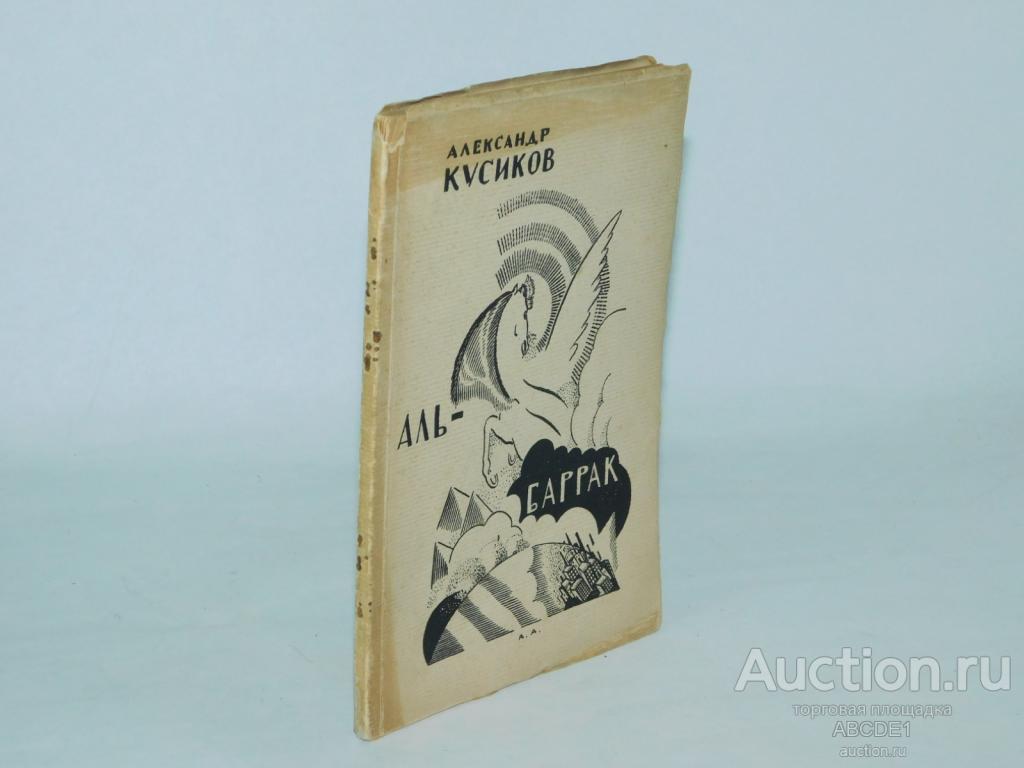 АЛЕКСАНДР
КУСИКОВ
АЛЬ-
БАРРАК
А. А.
Auction.ru
торговая площадка
ABCDE1
auction.ru